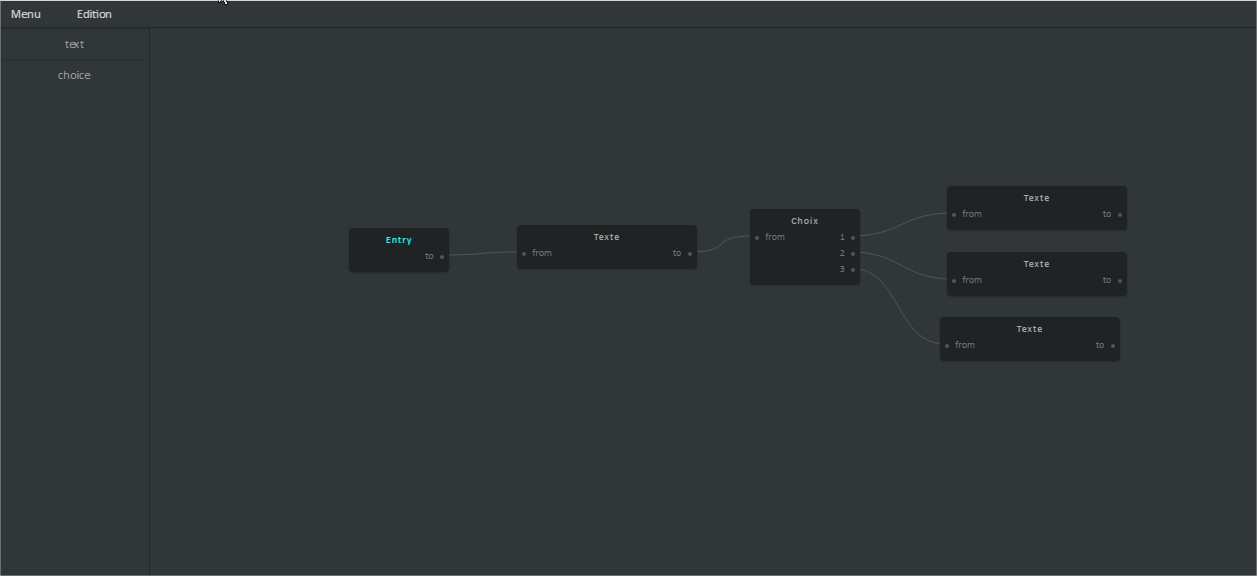 Menu Edition
text
choice
Entry
to
Texte
from to
Choix
from 1
2
3
Texte
from to
Texte
from to
Texte
from to